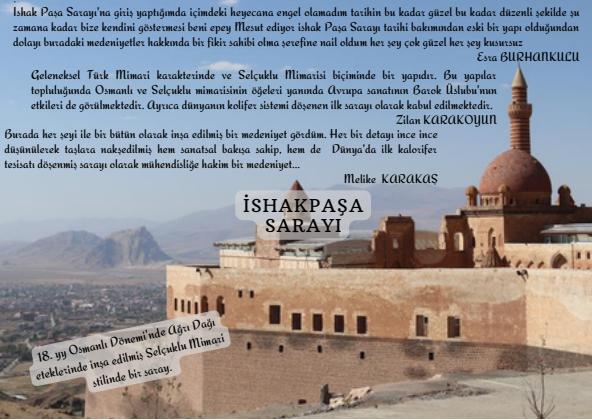 İshak Paşa Sarayı'na giriş yaptığımda içimdeki heyecana engel olamadım tarihin bu kadar güzel bu kadar düzenli şekilde şu
zamana kadar bize kendini göstermesi beni epey Mesut ediyor ishak Paşa Sarayı tarihi bakımından eski bir yapı olduğundan
dolayı buradaki medeniyetler hakkında bir fikir sahibi olma şerefine nail oldum her şey çok güzel her şey kusursuz
Esra BURHANKULU
Geleneksel Türk Mimari karakterinde ve Selçuklu Mimarisi biçiminde bir yapıdır. Bu yapılar
topluluğunda Osmanlı ve Selçuklu mimarisinin öğeleri yanında Avrupa sanatının Barok Üslubu'nun
etkileri de görülmektedir. Ayrıca dünyanın kolifer sistemi döşenen ilk sarayı olarak kabul edilmektedir.
Zilan KARAKOYUN
Burada her şeyi ile bir bütün olarak inşa edilmiş bir medeniyet gördüm. Her bir detayı ince ince
düşünülerek taşlara nakşedilmiş hem sanatsal bakışa sahip, hem de Dünya'da ilk kalorifer
tesisatı döşenmiş sarayı olarak mühendisliğe hakim bir medeniyet...
Melike KARAKAŞ
İSHAKPAŞA
SARAYI
18. yy Osmanlı Dönemi'nde Ağrı Dağı
eteklerinde inşa edilmiş Selçuklu Mimari
stilinde bir saray.